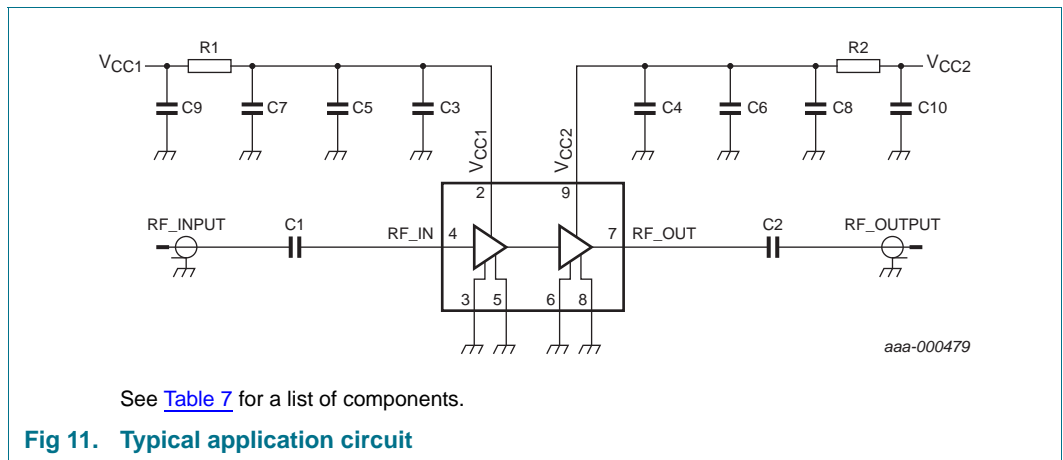 R1
R2
VCC1
VCC2
C9
C7
C5
C3
C4
C6
C8
C10
VCC1
VCC2
2
9
RF_INPUT
C1
RF_IN
4
7
RF_OUT
C2
RF_OUTPUT
3
5
6
8
aaa-000479
See Table 7 for a list of components.
Fig 11. Typical application circuit